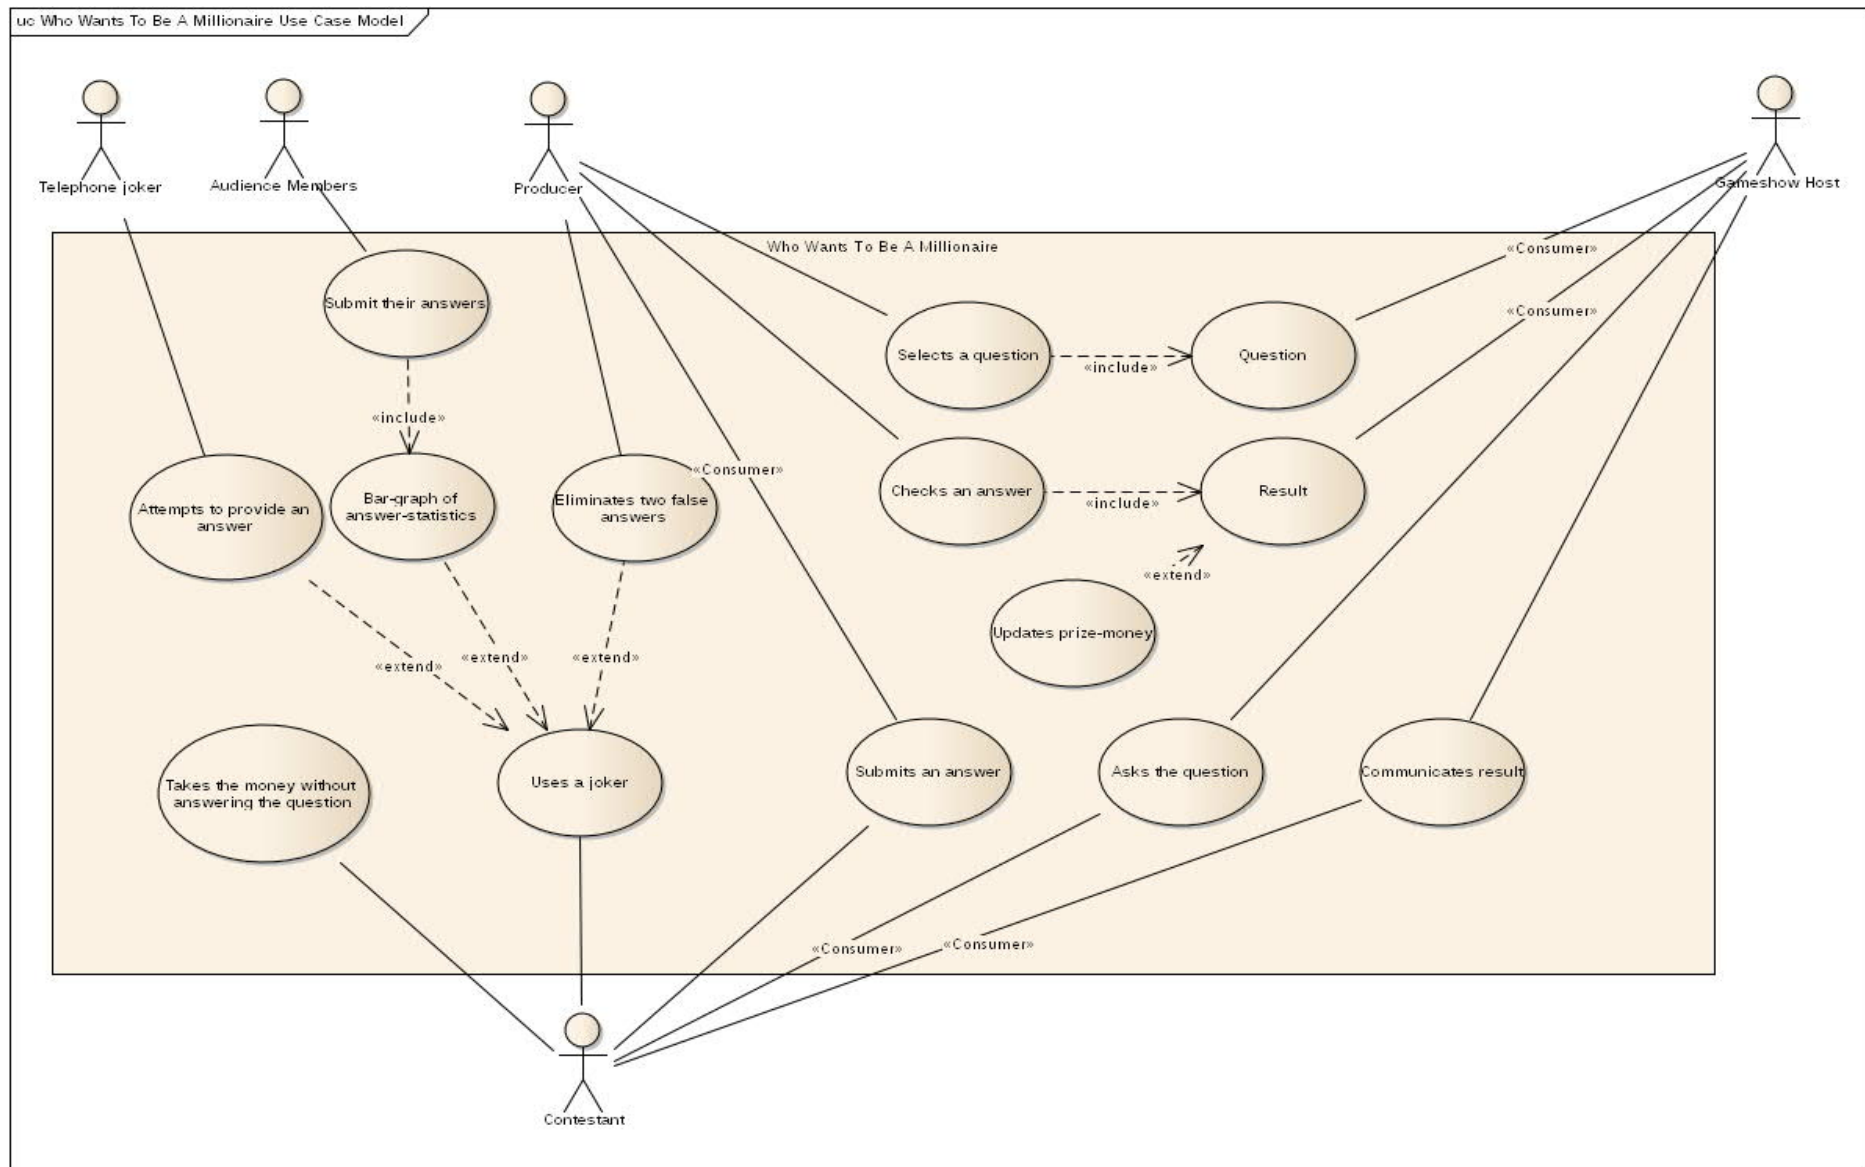 uc Who Wants To Be A Millionaire Use Case Model
Telephone joker
Audience Members
Producer
Gameshow Host
Who Wants To Be A Millionaire
«Consumer»
«Consumer»
Submit their answers
Selects a question
«include»
Question
«include»
«Consumer»
Attempts to provide an
answer
Bar-graph of
answer-statistics
Eliminates two false
answers
Checks an answer
«include»
Result
«extend»
Updates prize-money
«extend»
«extend»
«extend»
Takes the money without
answering the question
Uses a joker
Submits an answer
Asks the question
Communicates result
«Consumer»
«Consumer»
Contestant